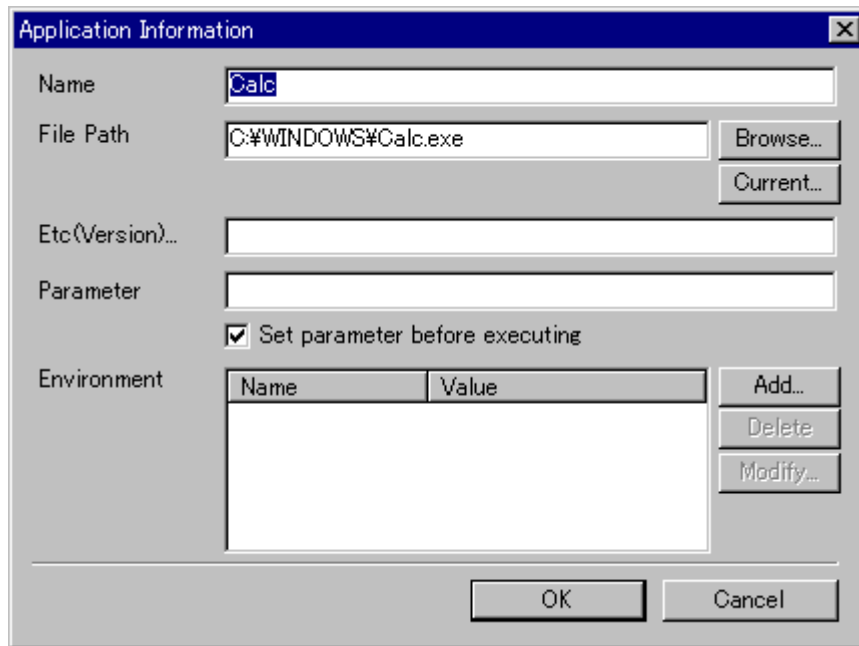 Application Information
Name
Calc
File Path
C:¥WINDOWS¥Calc.exe
Browse...
Current...
Etc(Version)...
Parameter
Set parameter before executing
Environment
Name Value
Add...
Delete
Modify...
OK
Cancel